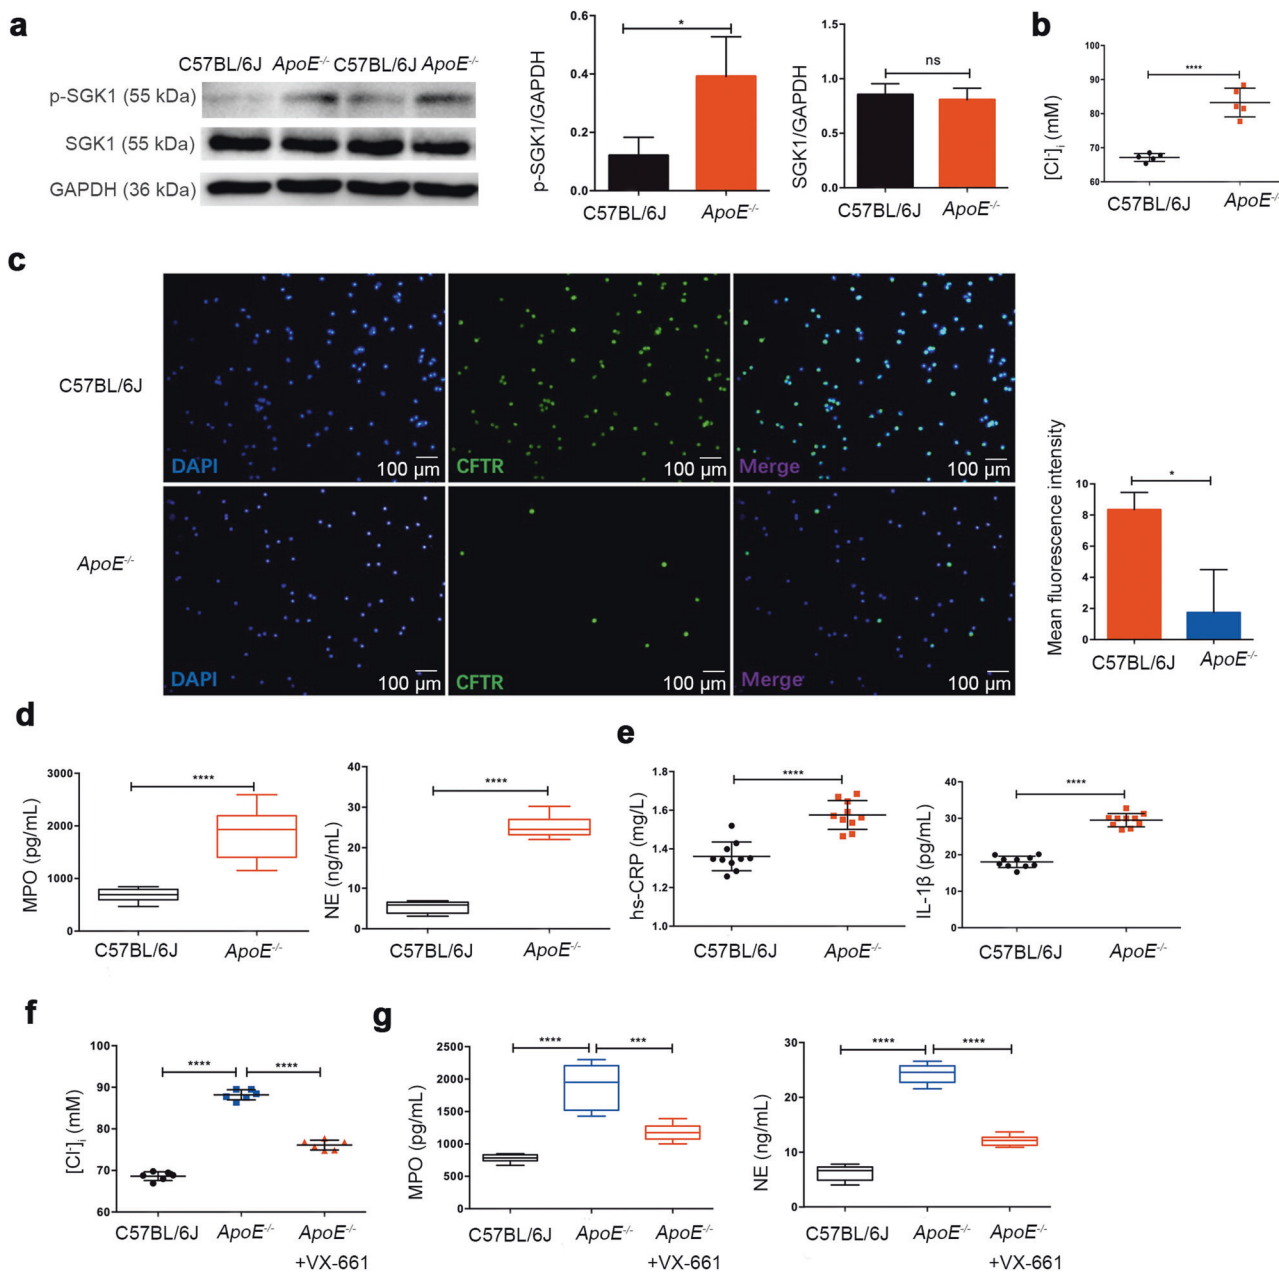 a
C57BL/6J ApoE-/- C57BL/6J ApoE-/-
p-SGK1 (55 kDa)
SGK1 (55 kDa)
GAPDH (36 kDa)
p-SGK1/GAPDH
0.6
0.4
0.2
0.0
*
C57BL/6J ApoE-/-
SGK1/GAPDH
1.5
1.0
0.5
0.0
ns
C57BL/6J ApoE-/-
b
[Cl-]i (mM)
100
90
80
70
60
****
C57BL/6J ApoE-/-
c
C57BL/6J
DAPI 100 µm
CFTR 100 µm
Merge 100 µm
ApoE-/-
DAPI 100 µm
CFTR 100 µm
Merge 100 µm
Mean fluorescence intensity
10
8
6
4
2
0
*
C57BL/6J ApoE-/-
d
MPO (pg/mL)
3000
2000
1000
0
****
C57BL/6J ApoE-/-
NE (ng/mL)
40
30
20
10
0
****
C57BL/6J ApoE-/-
e
hs-CRP (mg/L)
1.8
1.6
1.4
1.2
1.0
****
C57BL/6J ApoE-/-
IL-1β (pg/mL)
40
30
20
10
0
****
C57BL/6J ApoE-/-
f
[Cl-]i (mM)
100
90
80
70
60
**** ****
C57BL/6J ApoE-/- ApoE-/-
+VX-661
g
MPO (pg/mL)
2500
2000
1500
1000
500
0
**** ***
C57BL/6J ApoE-/- ApoE-/-
+VX-661
NE (ng/mL)
30
20
10
0
**** ****
C57BL/6J ApoE-/- ApoE-/-
+VX-661